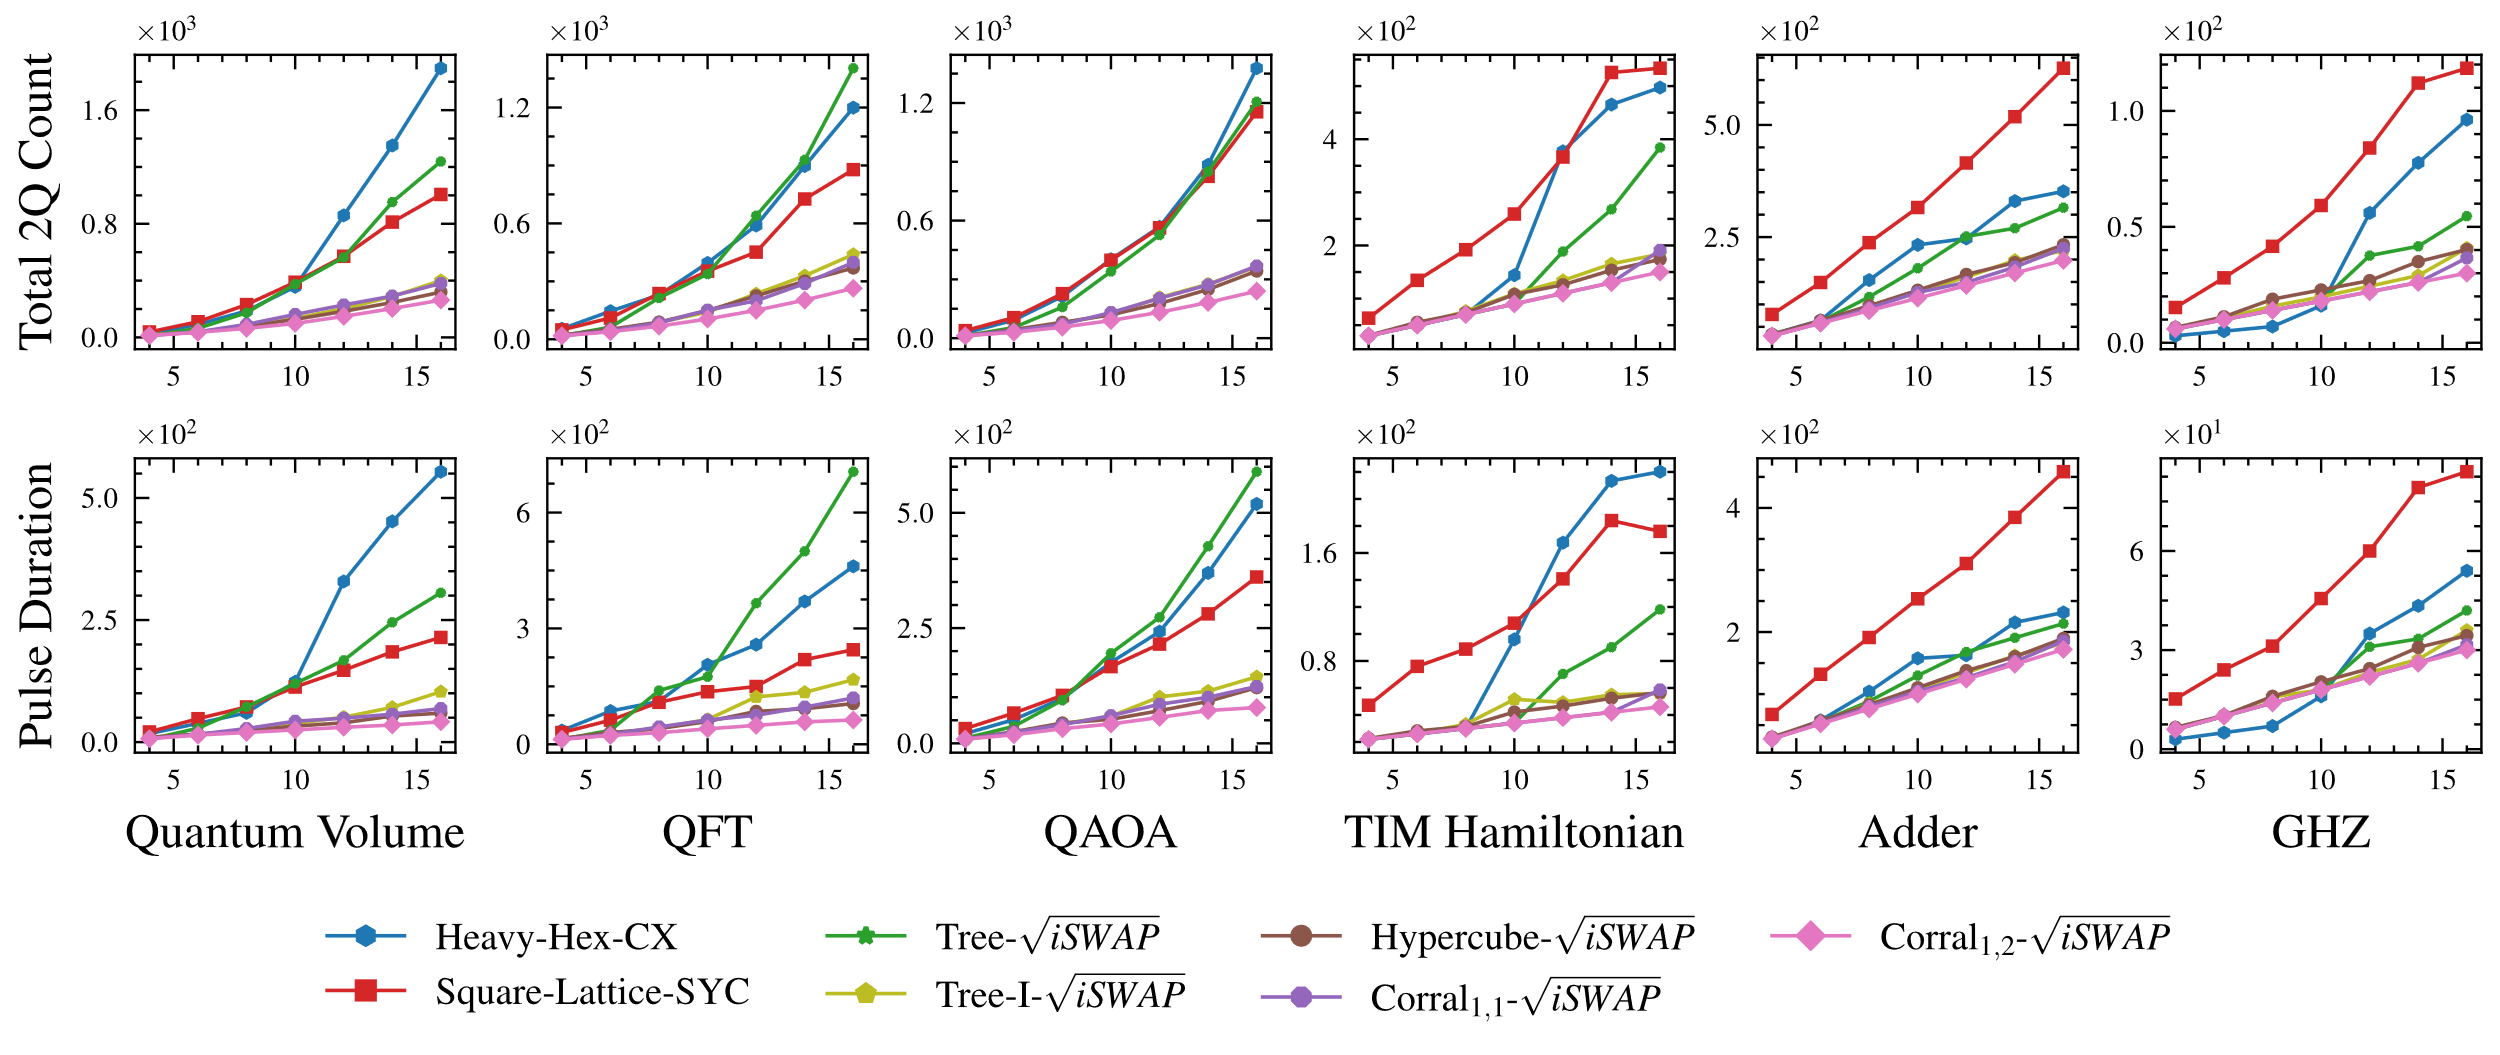 ×10³ ×10³ ×10³ ×10² ×10² ×10²
Total 2Q Count
1.6 0.8 0.0
1.2 0.6 0.0
1.2 0.6 0.0
4 2
5.0 2.5
1.0 0.5 0.0
5 10 15 5 10 15 5 10 15 5 10 15 5 10 15 5 10 15
×10² ×10² ×10² ×10² ×10² ×10¹
Pulse Duration
5.0 2.5 0.0
6 3 0
5.0 2.5 0.0
1.6 0.8
4 2
6 3 0
5 10 15 5 10 15 5 10 15 5 10 15 5 10 15 5 10 15
Quantum Volume QFT QAOA TIM Hamiltonian Adder GHZ
Heavy-Hex-CX Tree-√iSWAP Hypercube-√iSWAP Corral₁,₂-√iSWAP
Square-Lattice-SYC Tree-I-√iSWAP Corral₁,₁-√iSWAP